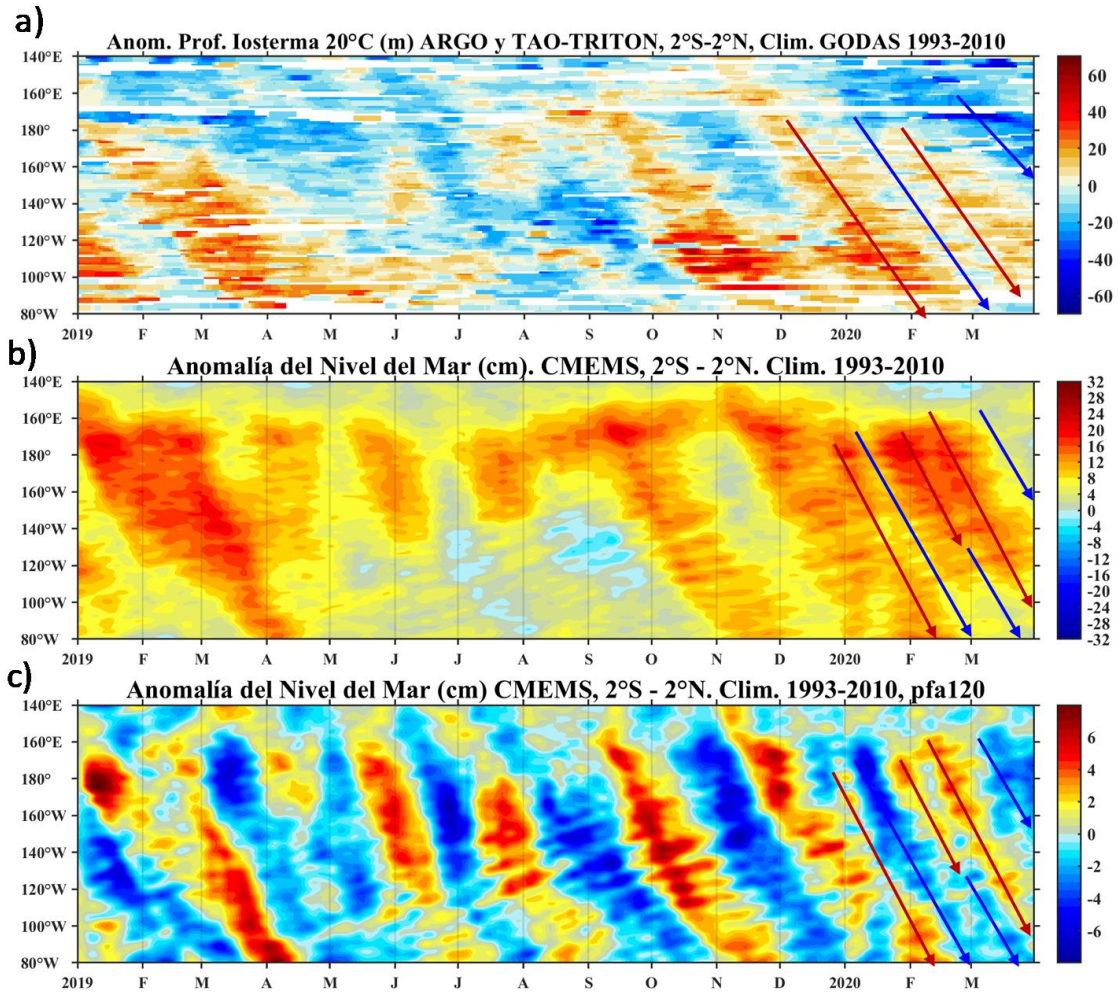 a)
Anom. Prof. Iosterma 20°C (m) ARGO y TAO-TRITON, 2°S-2°N, Clim. GODAS 1993-2010
140°E
160°E
180°
160°W
140°W
120°W
100°W
80°W
2019 F M A M J J A S O N D 2020 F M
60
40
20
0
-20
-40
-60
b)
Anomalía del Nivel del Mar (cm). CMEMS, 2°S - 2°N. Clim. 1993-2010
140°E
160°E
180°
160°W
140°W
120°W
100°W
80°W
2019 F M A M J J A S O N D 2020 F M
32
28
24
20
16
12
8
4
0
-4
-8
-12
-16
-20
-24
-28
-32
c)
Anomalía del Nivel del Mar (cm) CMEMS, 2°S - 2°N. Clim. 1993-2010, pfa120
140°E
160°E
180°
160°W
140°W
120°W
100°W
80°W
2019 F M A M J J A S O N D 2020 F M
6
4
2
0
-2
-4
-6